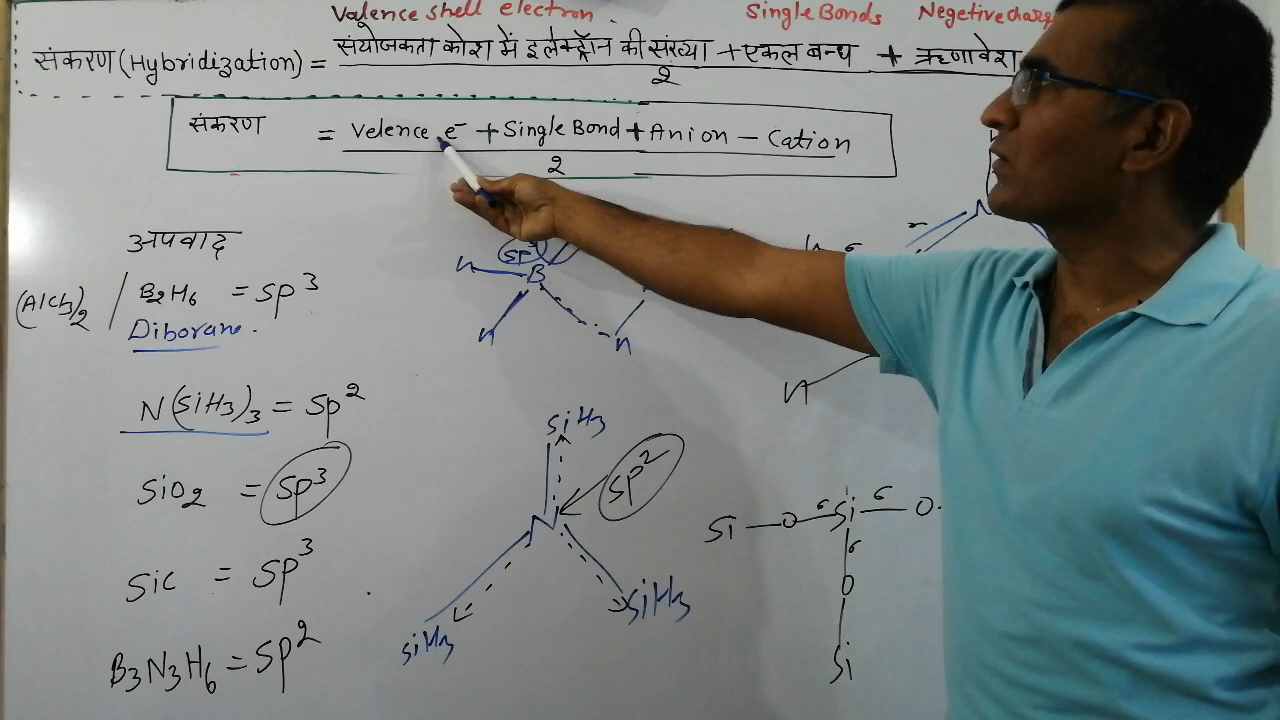 Valence shell electron. Single Bonds Negetive
संकरण (Hybridization) = संयोजकता कोश में इलेक्ट्रॉन की संख्या + एकल बन्ध + ऋणावेश
2
संकरण = Velence e⁻ + Single Bond + Anion - Cation
2
अपवाद
(AlCl3)2 / B2H6 = SP³
Diborane.
SP³
H B
H H
H
N(SiH3)3 = SP²
SiH3
SiO2 = SP³
SP²
N
Si - O - Si - O
SiC = SP³
SiH3 SiH3
O
Si
B3N3H6 = SP²